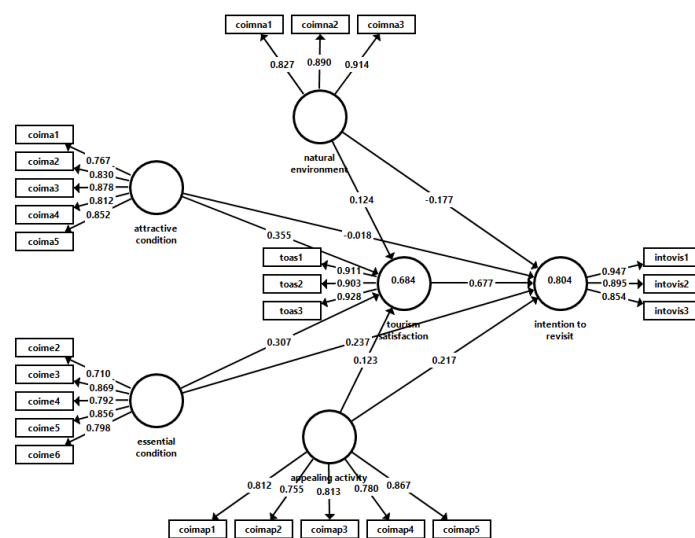 coimna1
coimna2
coimna3
0.827
0.890
0.914
natural
environment
coima1
coima2
coima3
coima4
coima5
0.767
0.830
0.878
0.812
0.852
attractive
condition
0.124
-0.177
0.355
-0.018
toas1
toas2
toas3
0.911
0.903
0.928
0.684
tourism
satisfaction
0.677
0.804
intention to
revisit
0.947
0.895
0.854
intovis1
intovis2
intovis3
coime2
coime3
coime4
coime5
coime6
0.710
0.869
0.792
0.856
0.798
essential
condition
0.307
0.237
0.123
0.217
appealing activity
0.812
0.755
0.813
0.780
0.867
coimap1
coimap2
coimap3
coimap4
coimap5